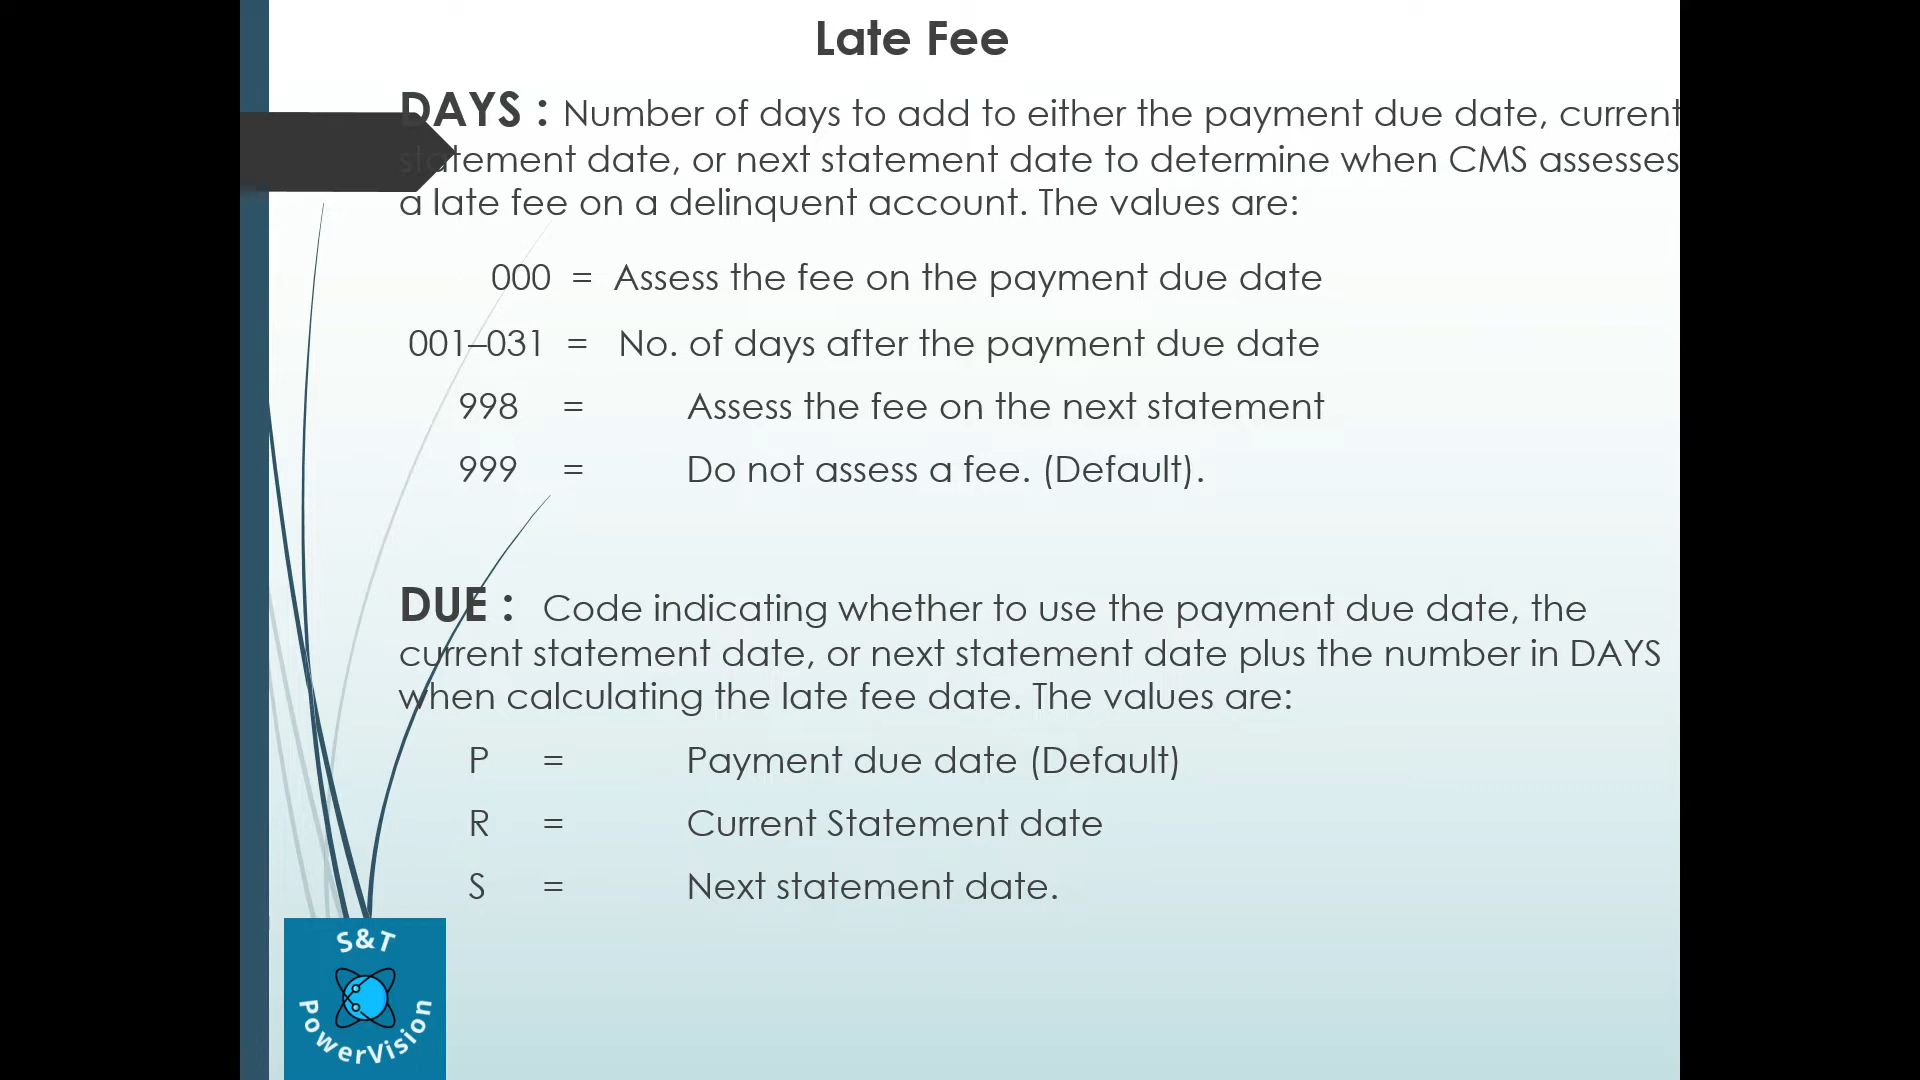 Late Fee
DAYS : Number of days to add to either the payment due date, current
statement date, or next statement date to determine when CMS assesses
a late fee on a delinquent account. The values are:
000 = Assess the fee on the payment due date
001–031 = No. of days after the payment due date
998 = Assess the fee on the next statement
999 = Do not assess a fee. (Default).
DUE : Code indicating whether to use the payment due date, the
current statement date, or next statement date plus the number in DAYS
when calculating the late fee date. The values are:
P = Payment due date (Default)
R = Current Statement date
S = Next statement date.
S&T
PowerVision